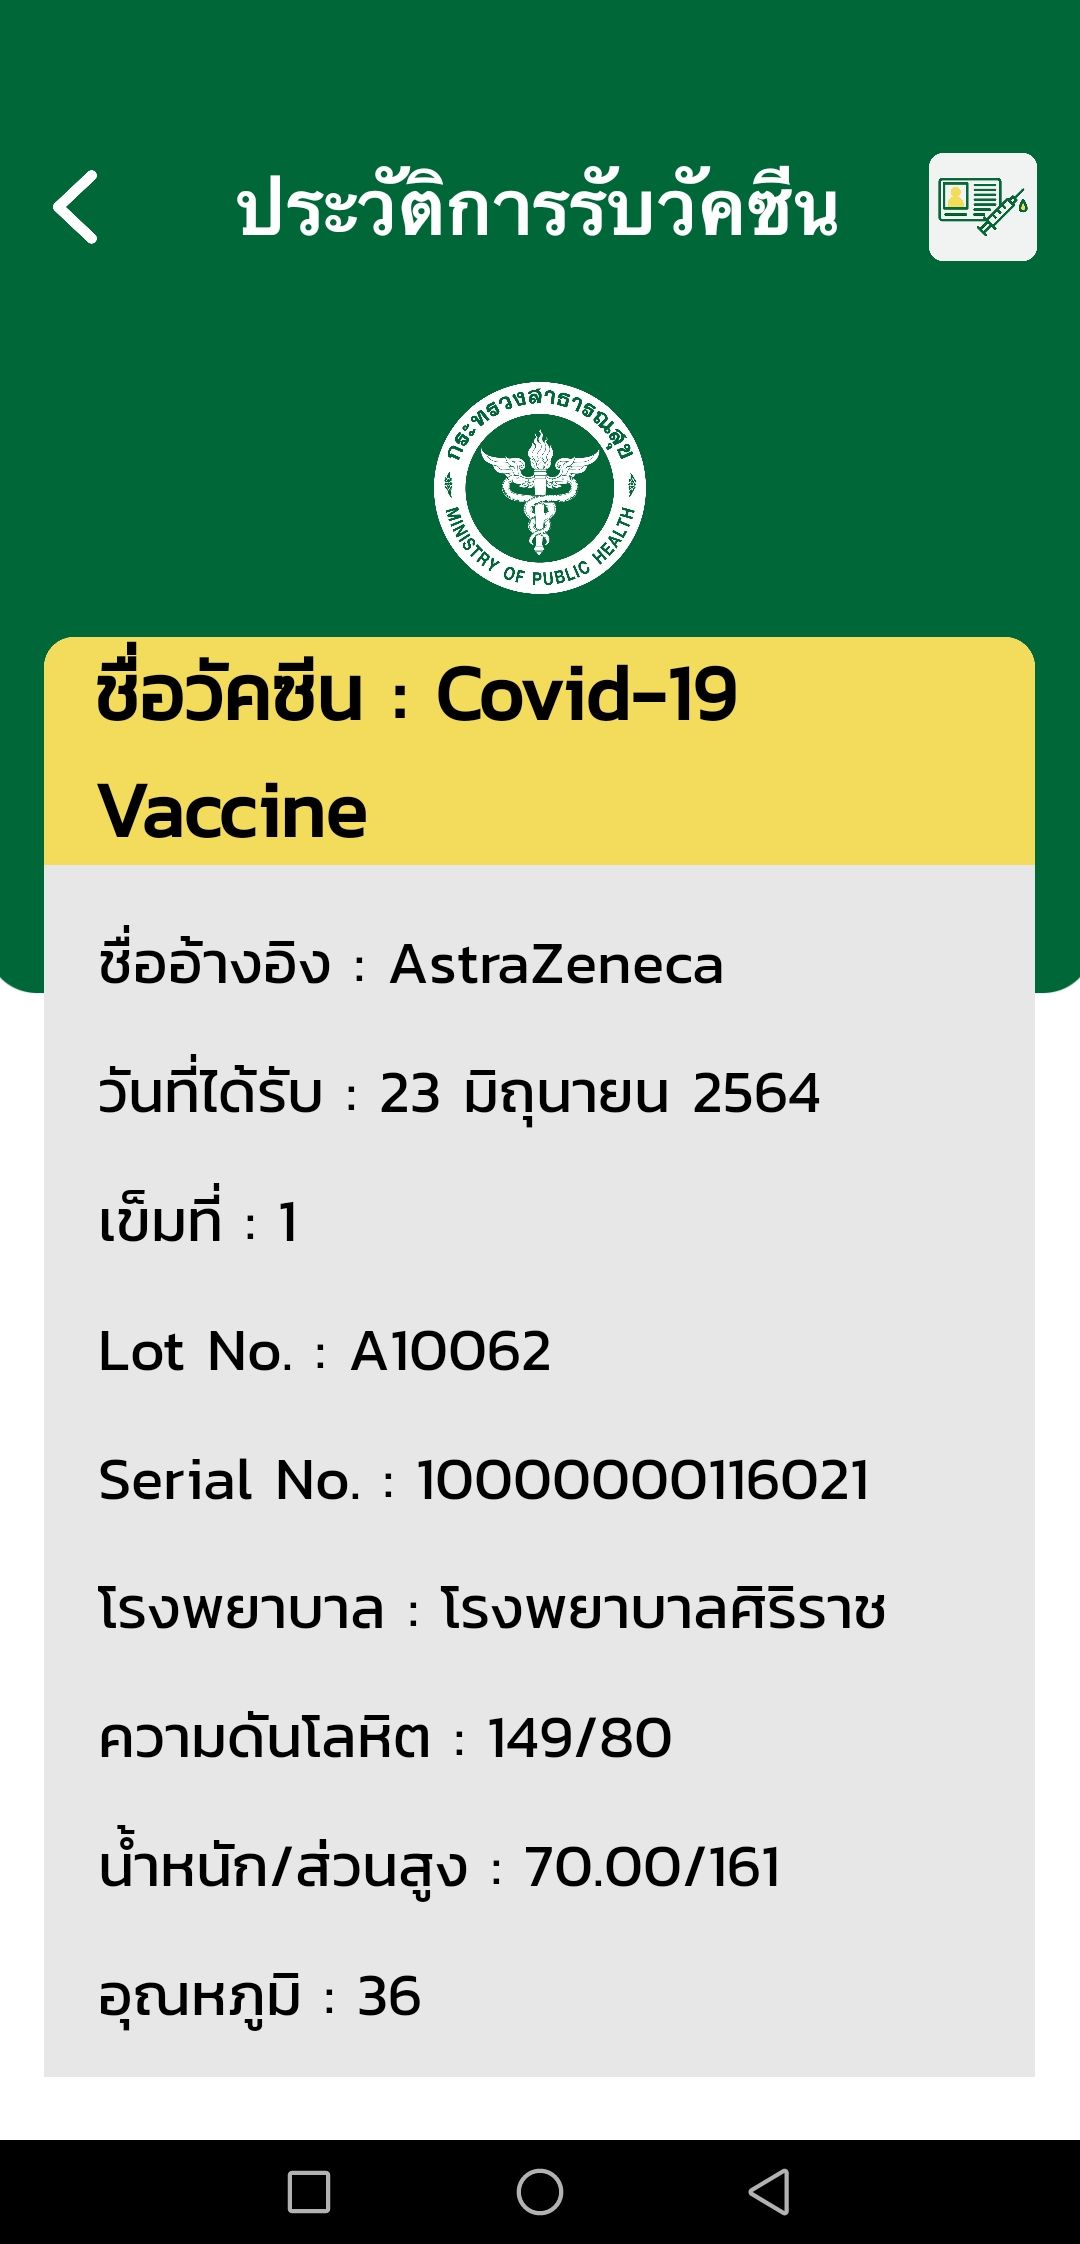 ประวัติการรับวัคซีน
กระทรวงสาธารณสุข
MINISTRY OF PUBLIC HEALTH
ชื่อวัคซีน : Covid-19
Vaccine
ชื่ออ้างอิง : AstraZeneca
วันที่ได้รับ : 23 มิถุนายน 2564
เข็มที่ : 1
Lot No. : A10062
Serial No. : 10000000116021
โรงพยาบาล : โรงพยาบาลศิริราช
ความดันโลหิต : 149/80
น้ำหนัก/ส่วนสูง : 70.00/161
อุณหภูมิ : 36